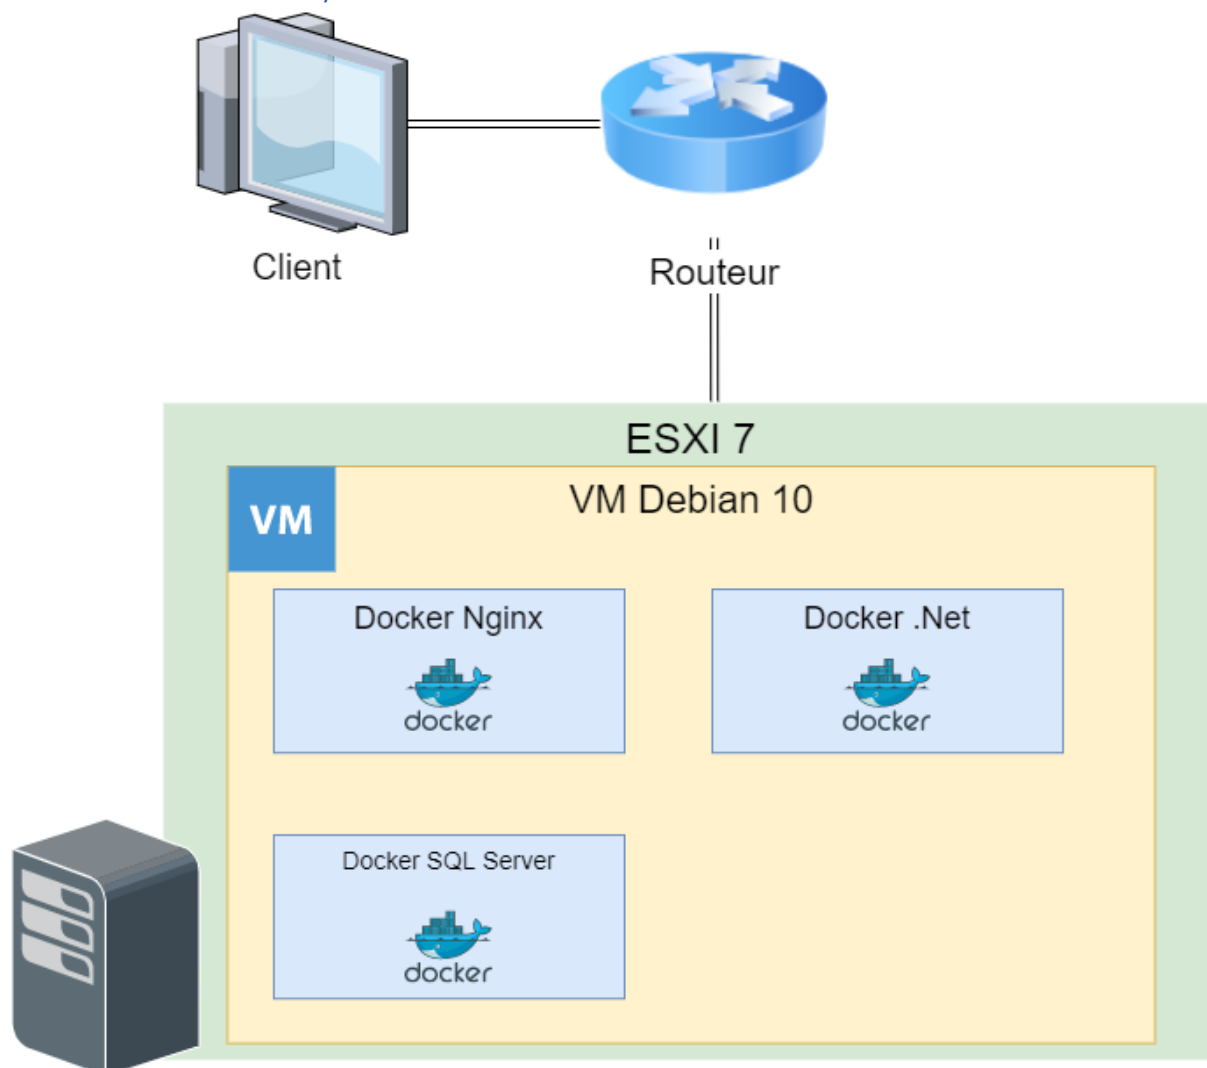 Client
Routeur
ESXI 7
VM
VM Debian 10
Docker Nginx
docker
Docker .Net
docker
Docker SQL Server
docker